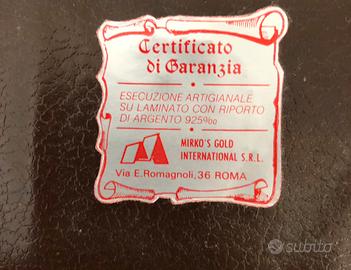 Certificato
di Garanzia
ESECUZIONE ARTIGIANALE
SU LAMINATO CON RIPORTO
DI ARGENTO 925‰
MIRKO'S GOLD
INTERNATIONAL S.R.L.
Via E.Romagnoli,36 ROMA
subito